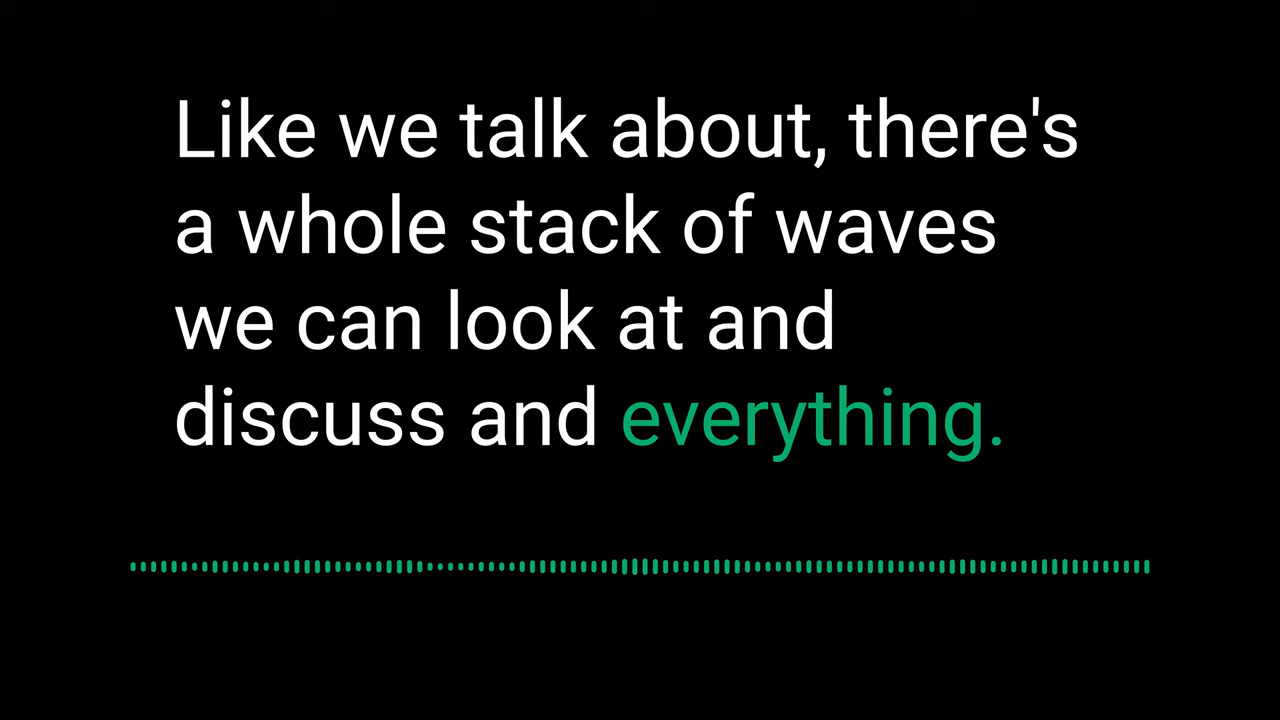 Like we talk about, there's
a whole stack of waves
we can look at and
discuss and everything.